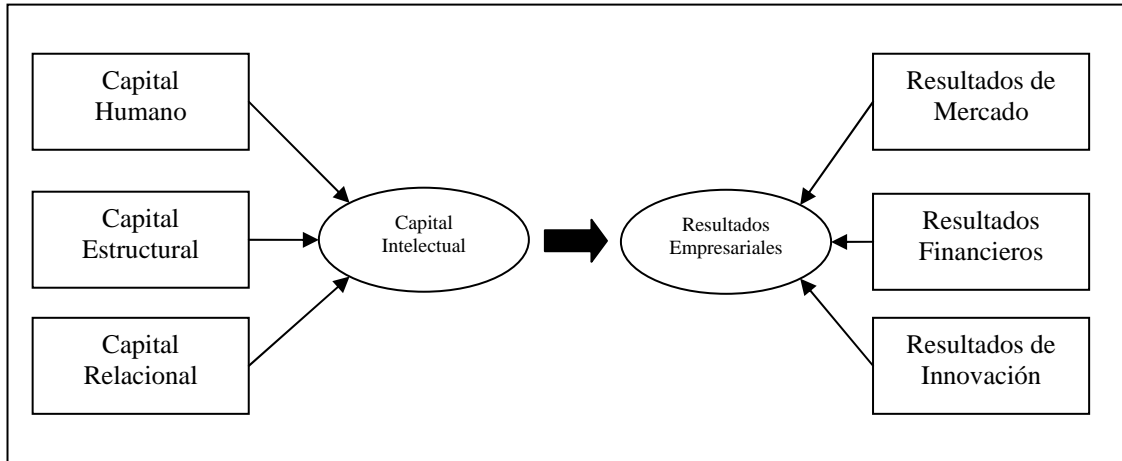 Capital
Humano
Capital
Estructural
Capital
Relacional
Capital
Intelectual
Resultados
Empresariales
Resultados de
Mercado
Resultados
Financieros
Resultados de
Innovación